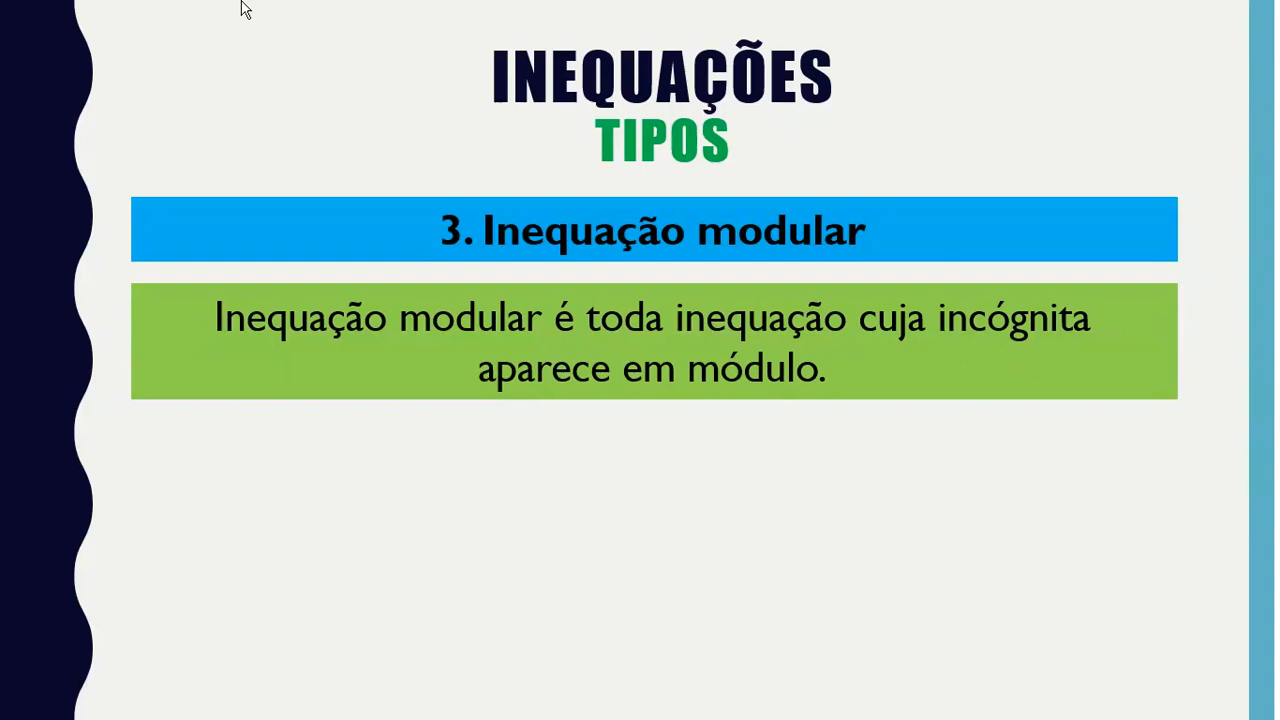 INEQUAÇÕES
TIPOS
3. Inequação modular
Inequação modular é toda inequação cuja incógnita
aparece em módulo.